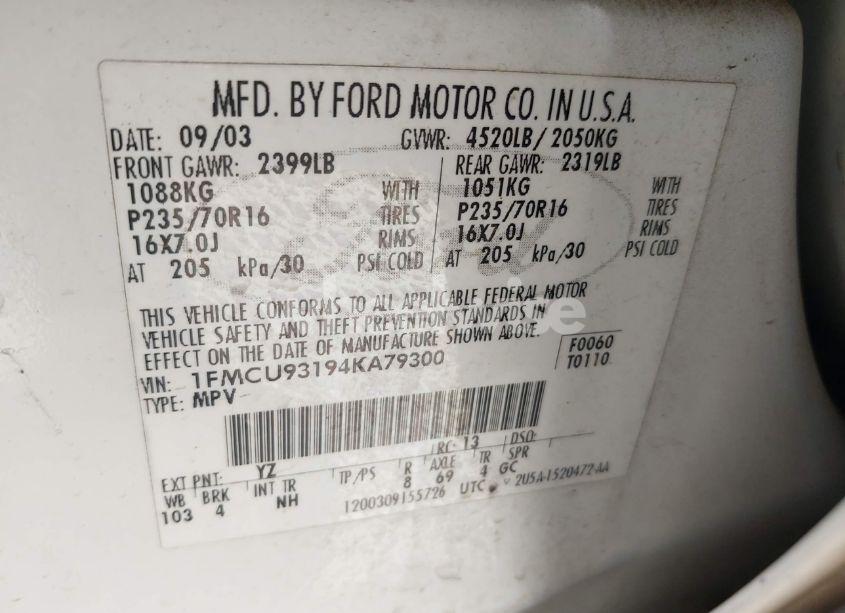 MFD. BY FORD MOTOR CO. IN U.S.A.
DATE: 09/03 GVWR: 4520LB/ 2050KG
FRONT GAWR: 2399LB REAR GAWR: 2319LB
1088KG WITH 1051KG WITH
P235/70R16 TIRES P235/70R16 TIRES
16X7.0J RIMS 16X7.0J RIMS
AT 205 kPa/30 PSI COLD AT 205 kPa/30 PSI COLD
THIS VEHICLE CONFORMS TO ALL APPLICABLE FEDERAL MOTOR
VEHICLE SAFETY AND THEFT PREVENTION STANDARDS IN
EFFECT ON THE DATE OF MANUFACTURE SHOWN ABOVE.
VIN: 1FMCU93194KA79300 F0060
TYPE: MPV T0110
RC: 13 DSO:
EXT PNT: YZ TP/PS R AXLE TR SPR
WB BRK INT TR 8 69 4 GC
103 4 NH 1200309155726 UTC 2U5A-1520472-AA